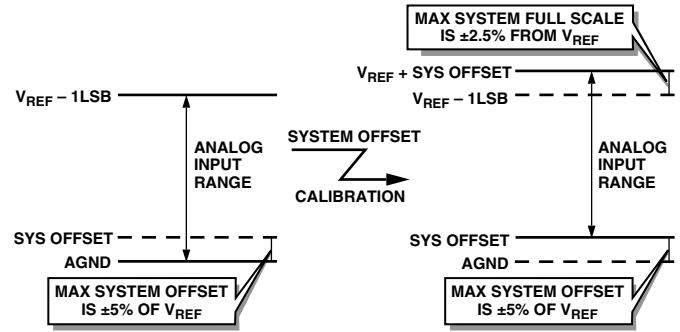 MAX SYSTEM FULL SCALE
IS ±2.5% FROM VREF
VREF + SYS OFFSET
VREF – 1LSB
VREF – 1LSB
SYSTEM OFFSET
CALIBRATION
ANALOG
INPUT
RANGE
ANALOG
INPUT
RANGE
SYS OFFSET
AGND
SYS OFFSET
AGND
MAX SYSTEM OFFSET
IS ±5% OF VREF
MAX SYSTEM OFFSET
IS ±5% OF VREF